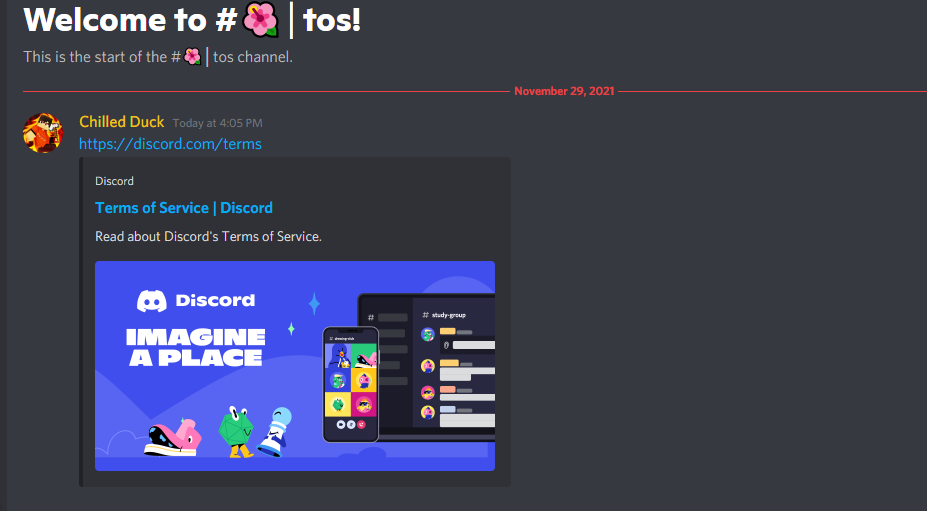 Welcome to #🌺│tos!
This is the start of the #🌺│tos channel.
November 29, 2021
Chilled Duck Today at 4:05 PM
https://discord.com/terms
Discord
Terms of Service | Discord
Read about Discord's Terms of Service.
Discord
IMAGINE
A PLACE
# study-group